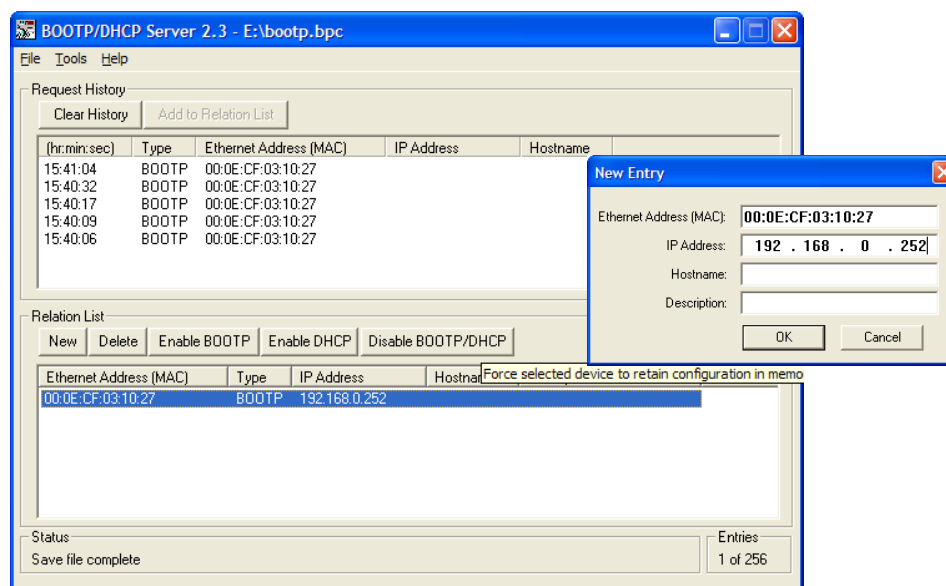 BOOTP/DHCP Server 2.3 - E:\bootp.bpc
File Tools Help
Request History
Clear History Add to Relation List
(hr:min:sec) Type Ethernet Address (MAC) IP Address Hostname
15:41:04 BOOTP 00:0E:CF:03:10:27
15:40:32 BOOTP 00:0E:CF:03:10:27
15:40:17 BOOTP 00:0E:CF:03:10:27
15:40:09 BOOTP 00:0E:CF:03:10:27
15:40:06 BOOTP 00:0E:CF:03:10:27
New Entry
Ethernet Address (MAC): 00:0E:CF:03:10:27
IP Address: 192 . 168 . 0 . 252
Hostname:
Description:
OK Cancel
Relation List
New Delete Enable BOOTP Enable DHCP Disable BOOTP/DHCP
Force selected device to retain configuration in memo
Ethernet Address (MAC) Type IP Address Hostnar
00:0E:CF:03:10:27 BOOTP 192.168.0.252
Status
Save file complete
Entries
1 of 256